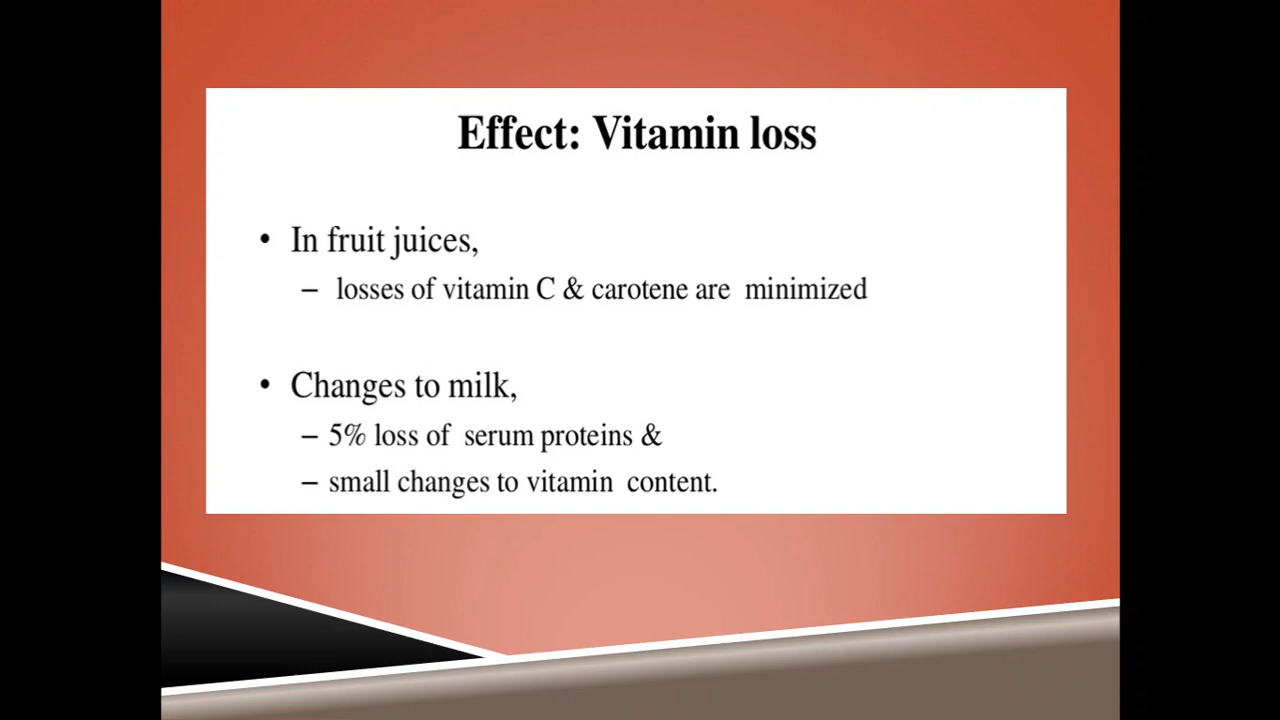 Effect: Vitamin loss
• In fruit juices,
– losses of vitamin C & carotene are minimized
• Changes to milk,
– 5% loss of serum proteins &
– small changes to vitamin content.